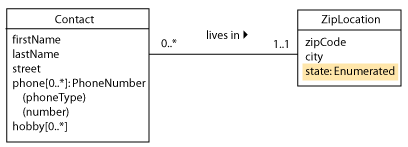 Contact
firstName
lastName
street
phone[0..*]: PhoneNumber
(phoneType)
(number)
hobby[0..*]
0..*
lives in
1..1
ZipLocation
zipCode
city
state: Enumerated